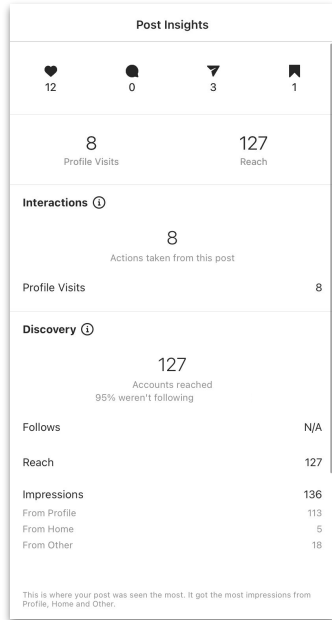 Post Insights
12 0 3 1
8 127
Profile Visits Reach
Interactions
8
Actions taken from this post
Profile Visits 8
Discovery
127
Accounts reached
95% weren't following
Follows N/A
Reach 127
Impressions 136
From Profile 113
From Home 5
From Other 18
This is where your post was seen the most. It got the most impressions from
Profile, Home and Other.